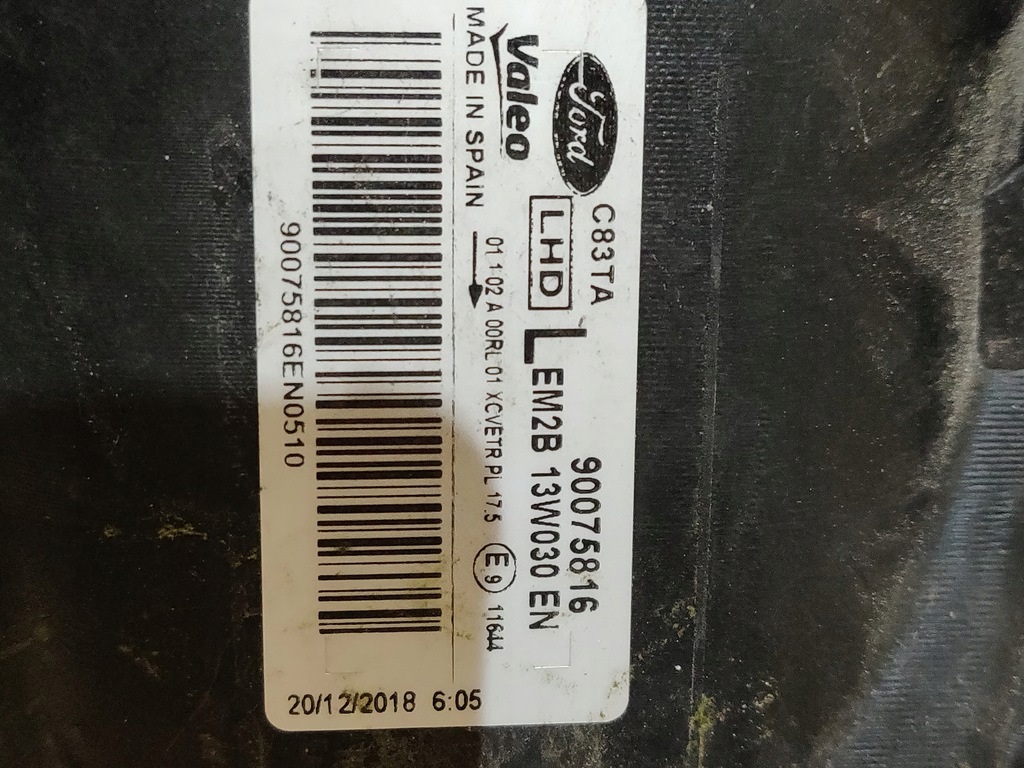 Ford C83TA 90075816
Valeo LHD L EM2B 13W030 EN
MADE IN SPAIN 01 1 02 A 00RL 01 XCVETR PL 17.5 E9 11644
90075816EN0510
20/12/2018 6:05